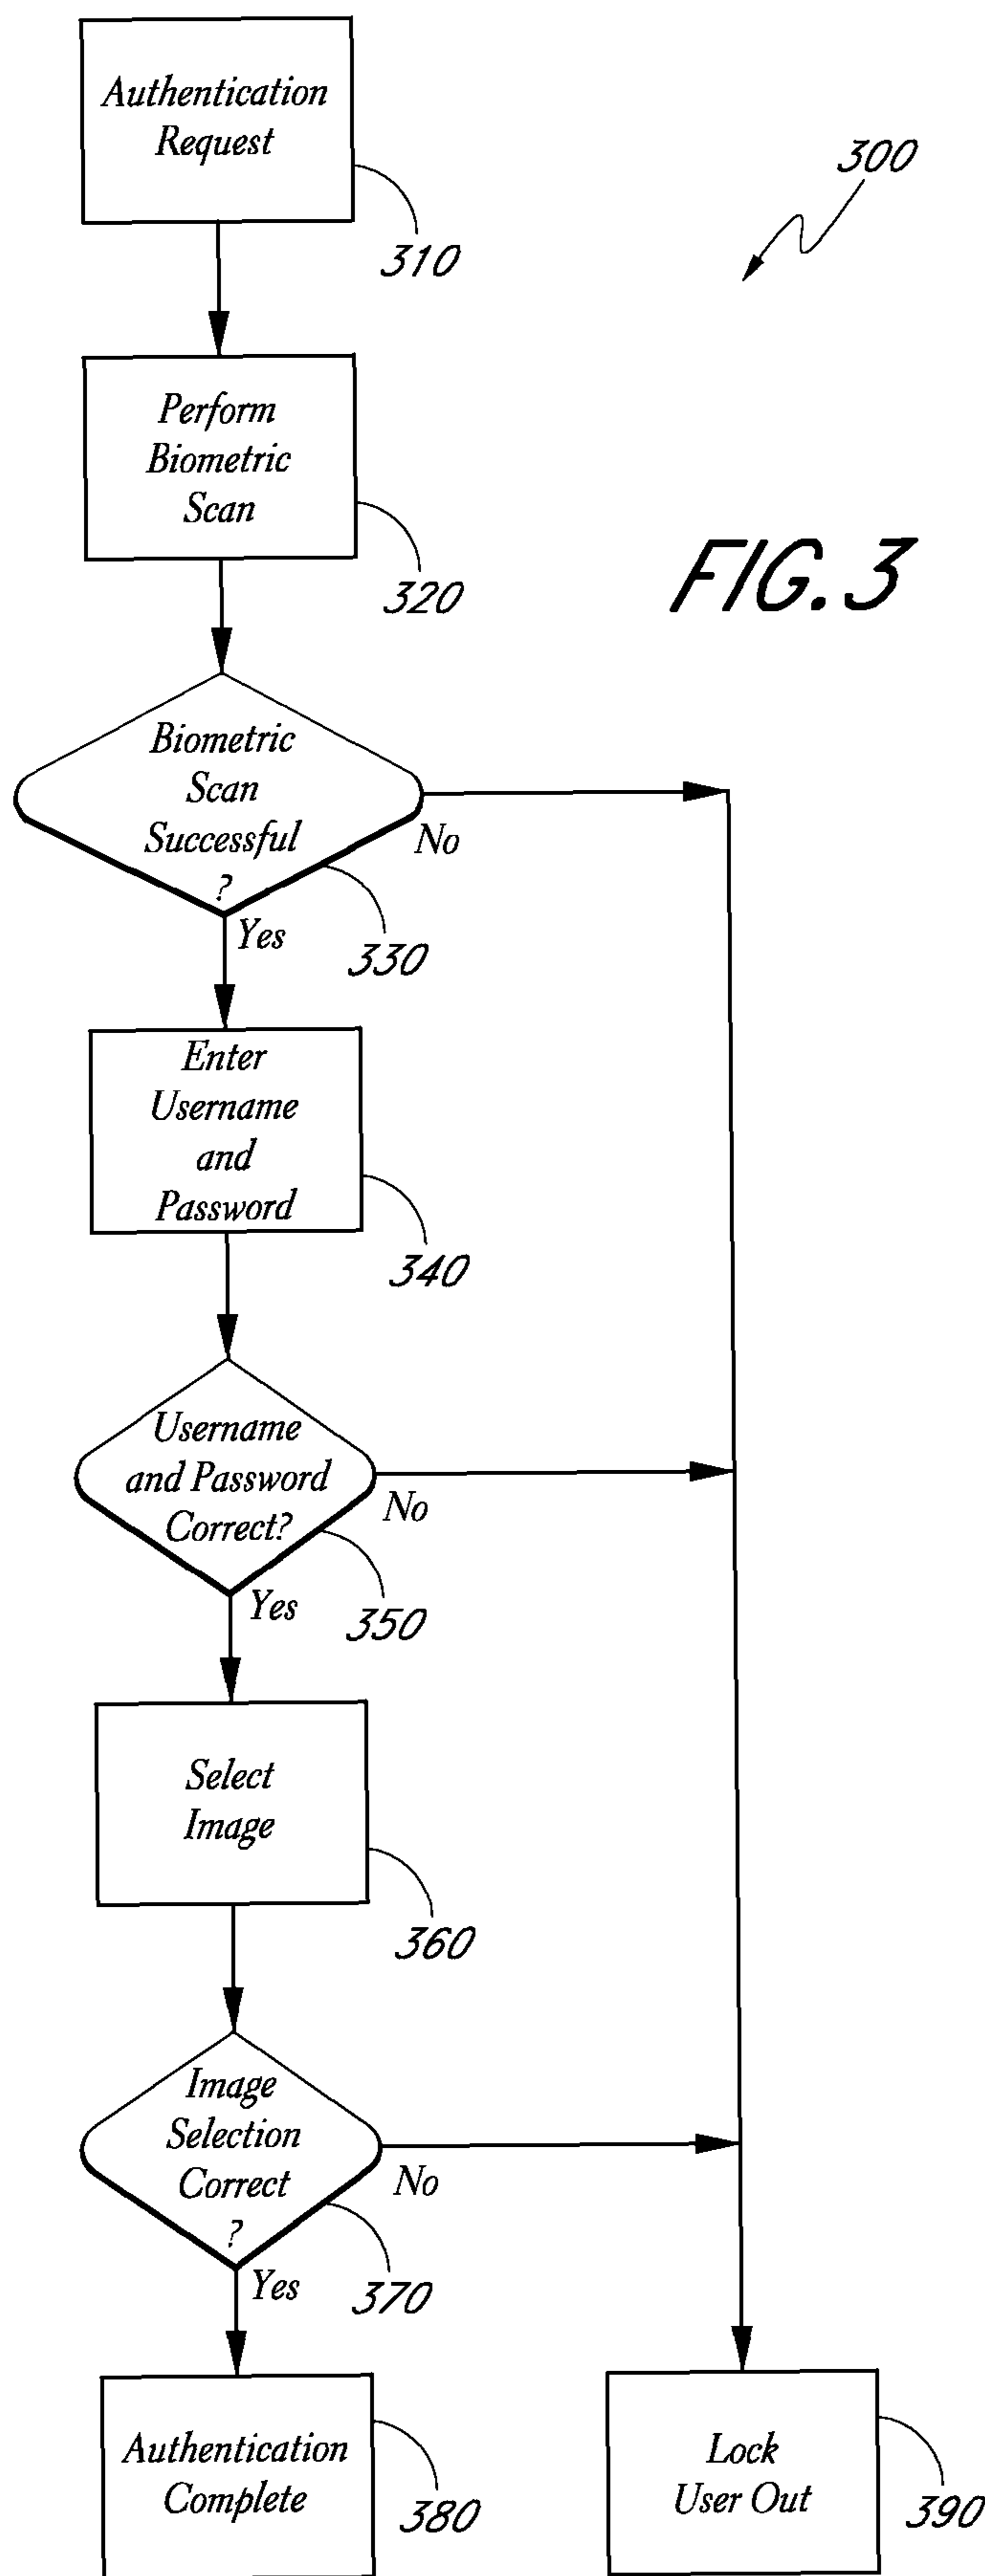 Authentication
Request
310
300
Perform
Biometric
Scan
320
FIG. 3
Biometric
Scan
Successful
?
No
Yes
330
Enter
Username
and
Password
340
Username
and Password
Correct?
No
Yes
350
Select
Image
360
Image
Selection
Correct
?
No
Yes
370
Authentication
Complete
380
Lock
User Out
390